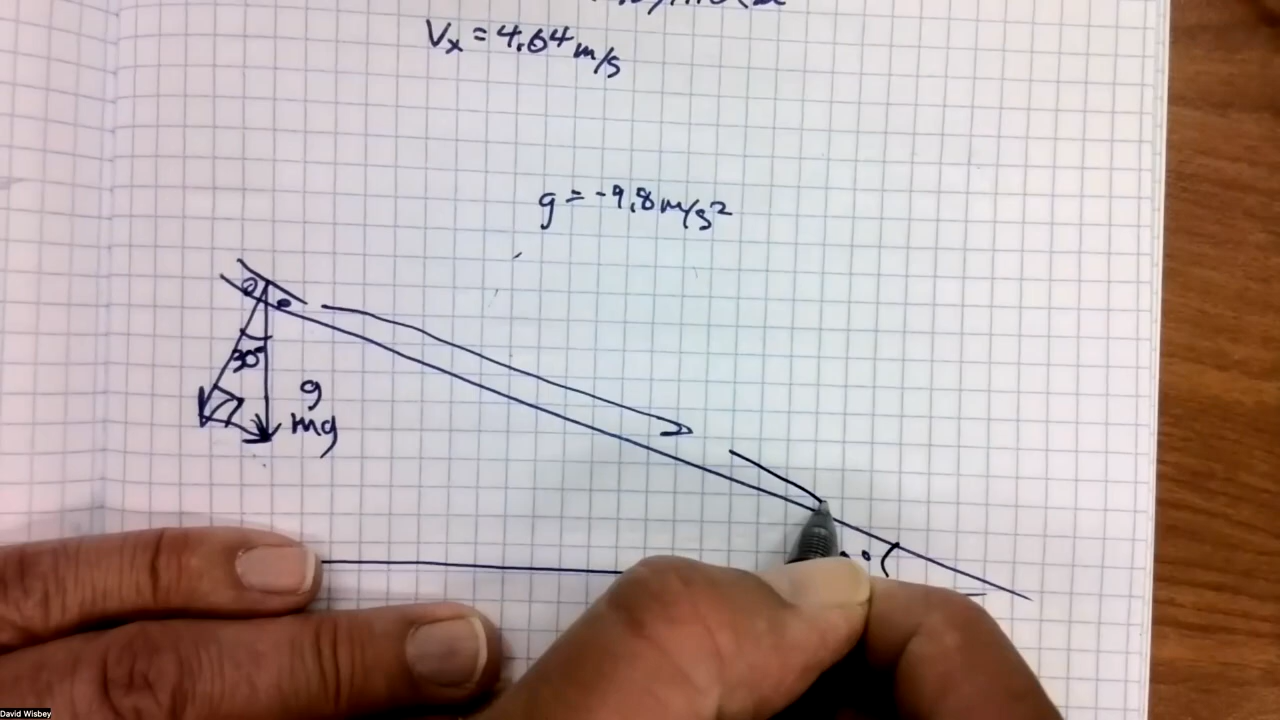 Vx = 4.64 m/s
g = -9.8 m/s²
30°
g
mg
David Wisbey